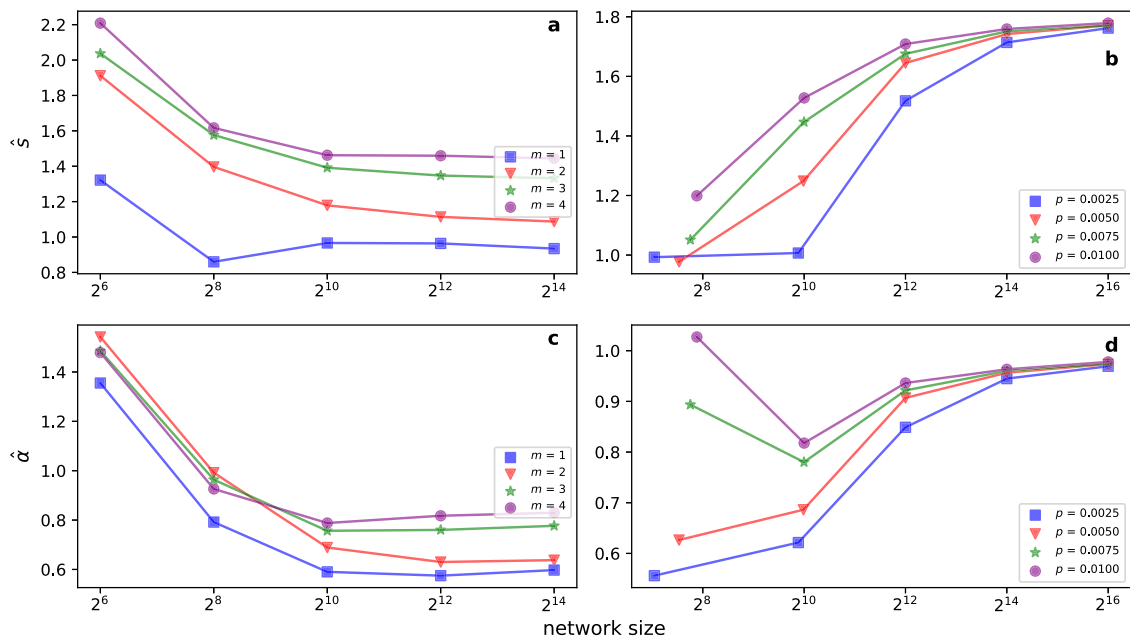 a
2.2
2.0
1.8
1.6
1.4
1.2
1.0
0.8
ŝ
m = 1
m = 2
m = 3
m = 4
2^6 2^8 2^10 2^12 2^14
b
1.8
1.6
1.4
1.2
1.0
p = 0.0025
p = 0.0050
p = 0.0075
p = 0.0100
2^8 2^10 2^12 2^14 2^16
c
1.4
1.2
1.0
0.8
0.6
α̂
m = 1
m = 2
m = 3
m = 4
2^6 2^8 2^10 2^12 2^14
d
1.0
0.9
0.8
0.7
0.6
p = 0.0025
p = 0.0050
p = 0.0075
p = 0.0100
2^8 2^10 2^12 2^14 2^16
network size